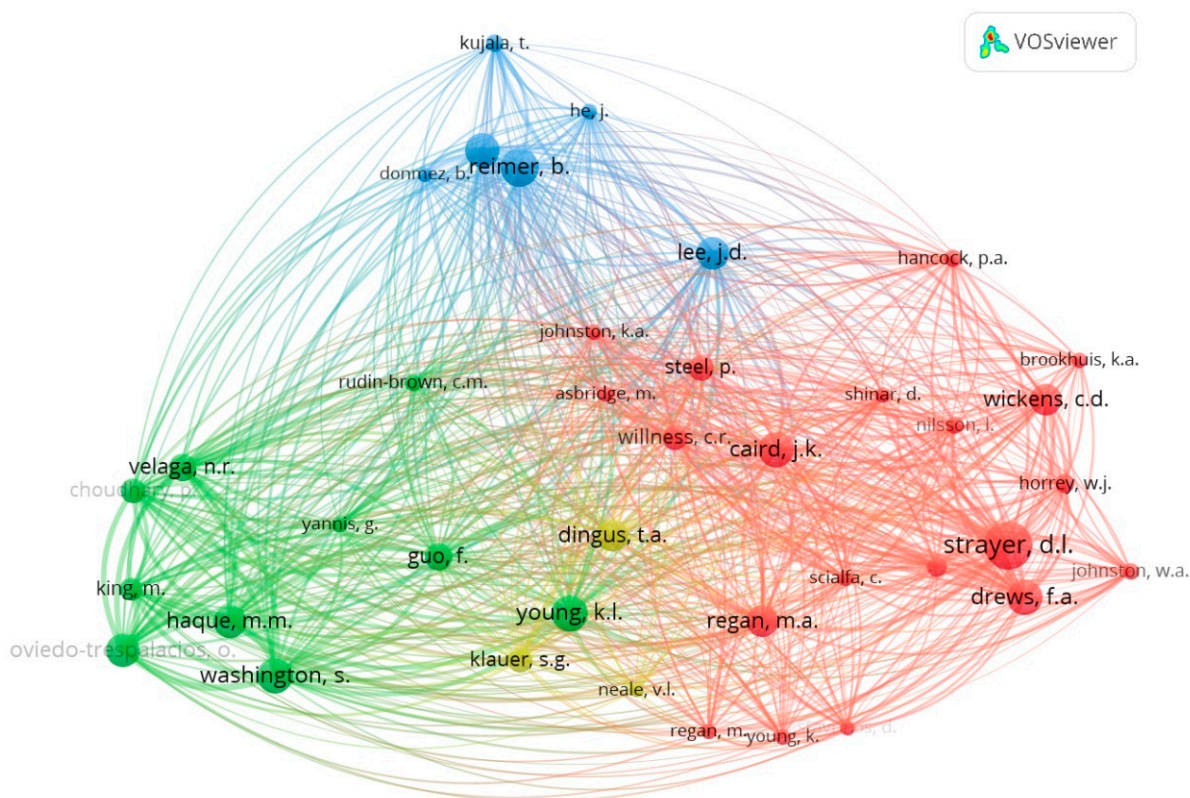 VOSviewer
kujala, t.
he, j.
reimer, b.
donmez, b.
lee, j.d.
hancock, p.a.
johnston, k.a.
brookhuis, k.a.
steel, p.
rudin-brown, c.m.
asbridge, m.
shinar, d.
wickens, c.d.
nilsson, l.
willness, c.r.
caird, j.k.
velaga, n.r.
choudhary, p.
horrey, w.j.
yannis, g.
dingus, t.a.
guo, f.
strayer, d.l.
johnston, w.a.
scialfa, c.
king, m.
drews, f.a.
haque, m.m.
young, k.l.
regan, m.a.
oviedo-trespalacios, o.
klauer, s.g.
washington, s.
neale, v.l.
regan, m.
young, k.